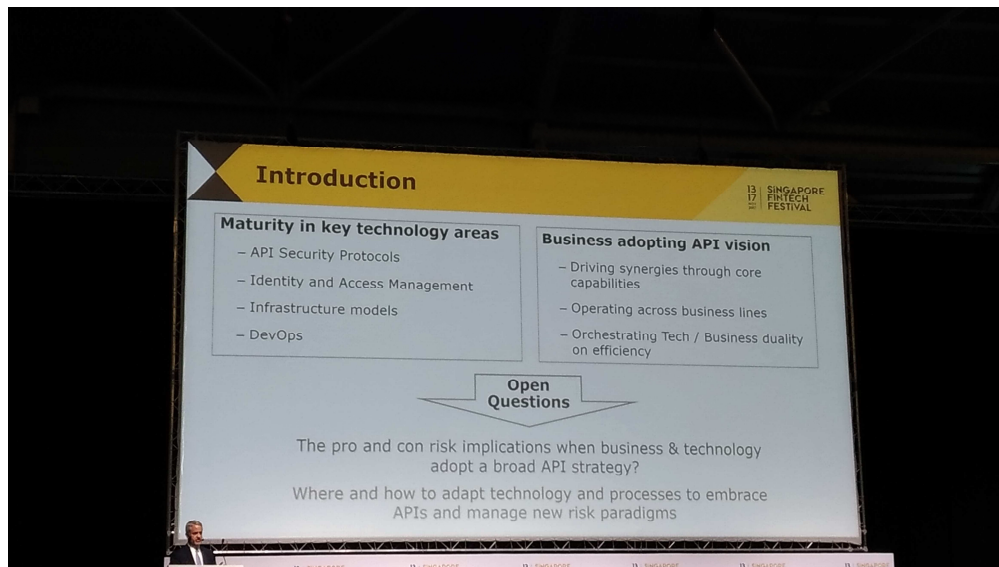 Introduction
13
17
SINGAPORE
FINTECH
FESTIVAL
Maturity in key technology areas
– API Security Protocols
– Identity and Access Management
– Infrastructure models
– DevOps
Business adopting API vision
– Driving synergies through core
capabilities
– Operating across business lines
– Orchestrating Tech / Business duality
on efficiency
Open
Questions
The pro and con risk implications when business & technology
adopt a broad API strategy?
Where and how to adapt technology and processes to embrace
APIs and manage new risk paradigms